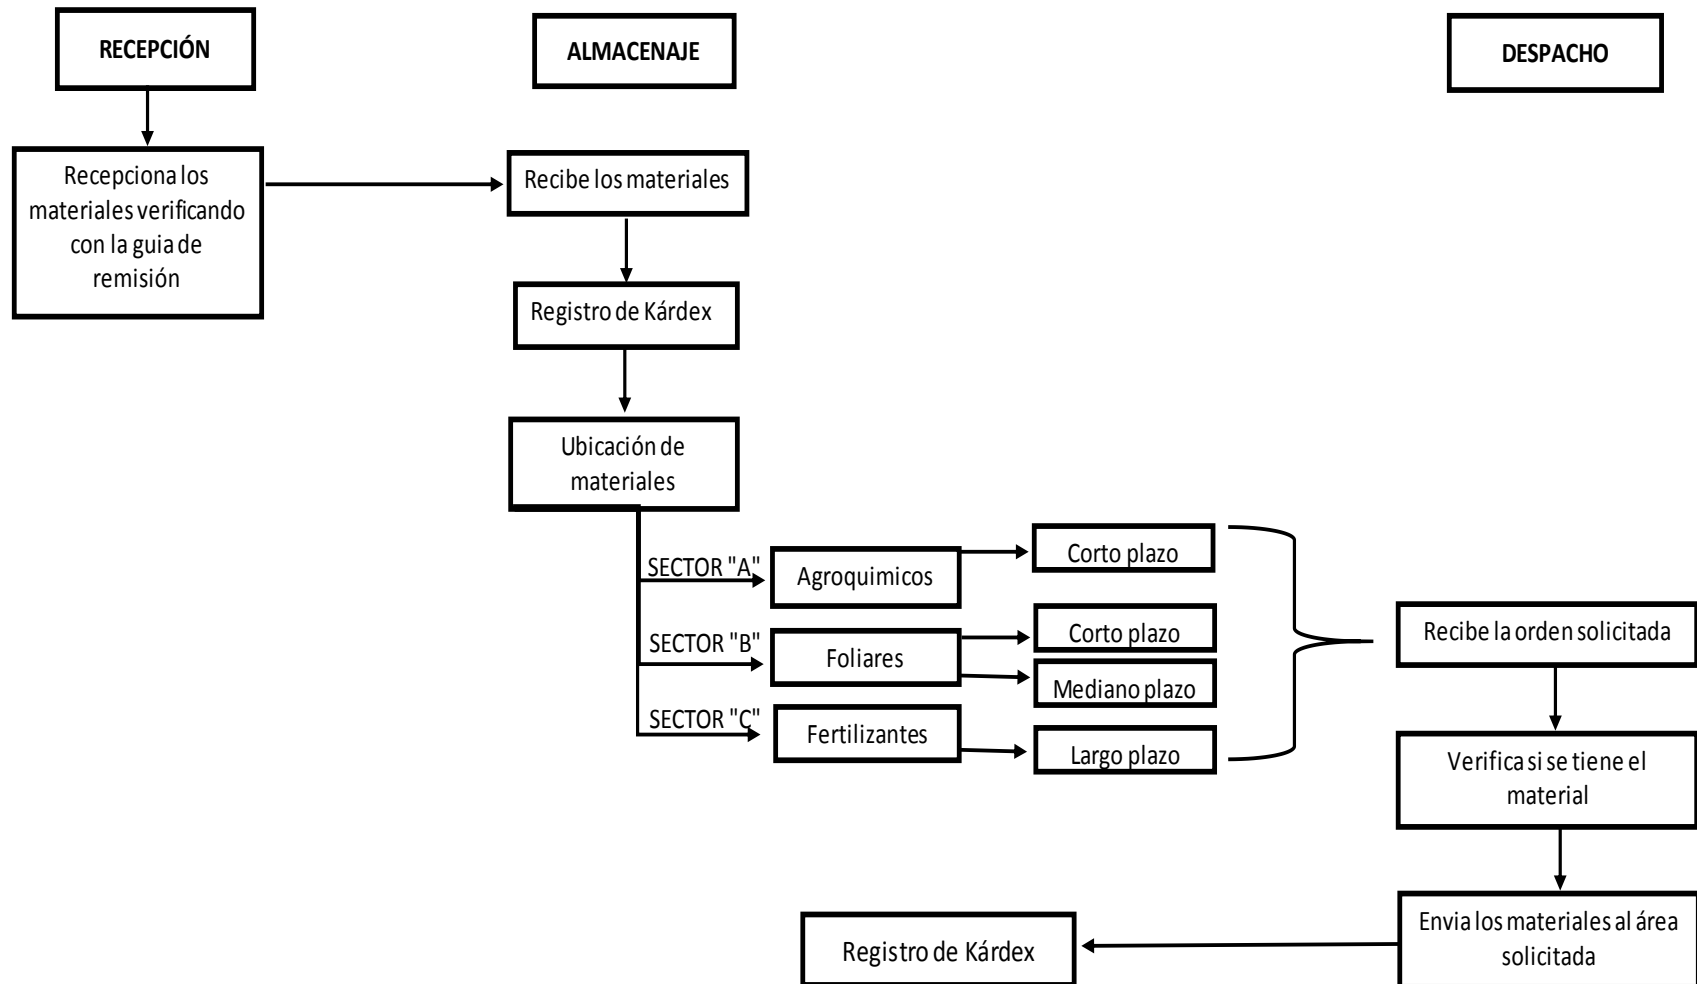 RECEPCIÓN
ALMACENAJE
DESPACHO
Recepciona los
materiales verificando
con la guia de
remisión
Recibe los materiales
Registro de Kárdex
Ubicación de
materiales
SECTOR "A"
Agroquimicos
Corto plazo
SECTOR "B"
Foliares
Corto plazo
Mediano plazo
SECTOR "C"
Fertilizantes
Largo plazo
Recibe la orden solicitada
Verifica si se tiene el
material
Envia los materiales al área
solicitada
Registro de Kárdex